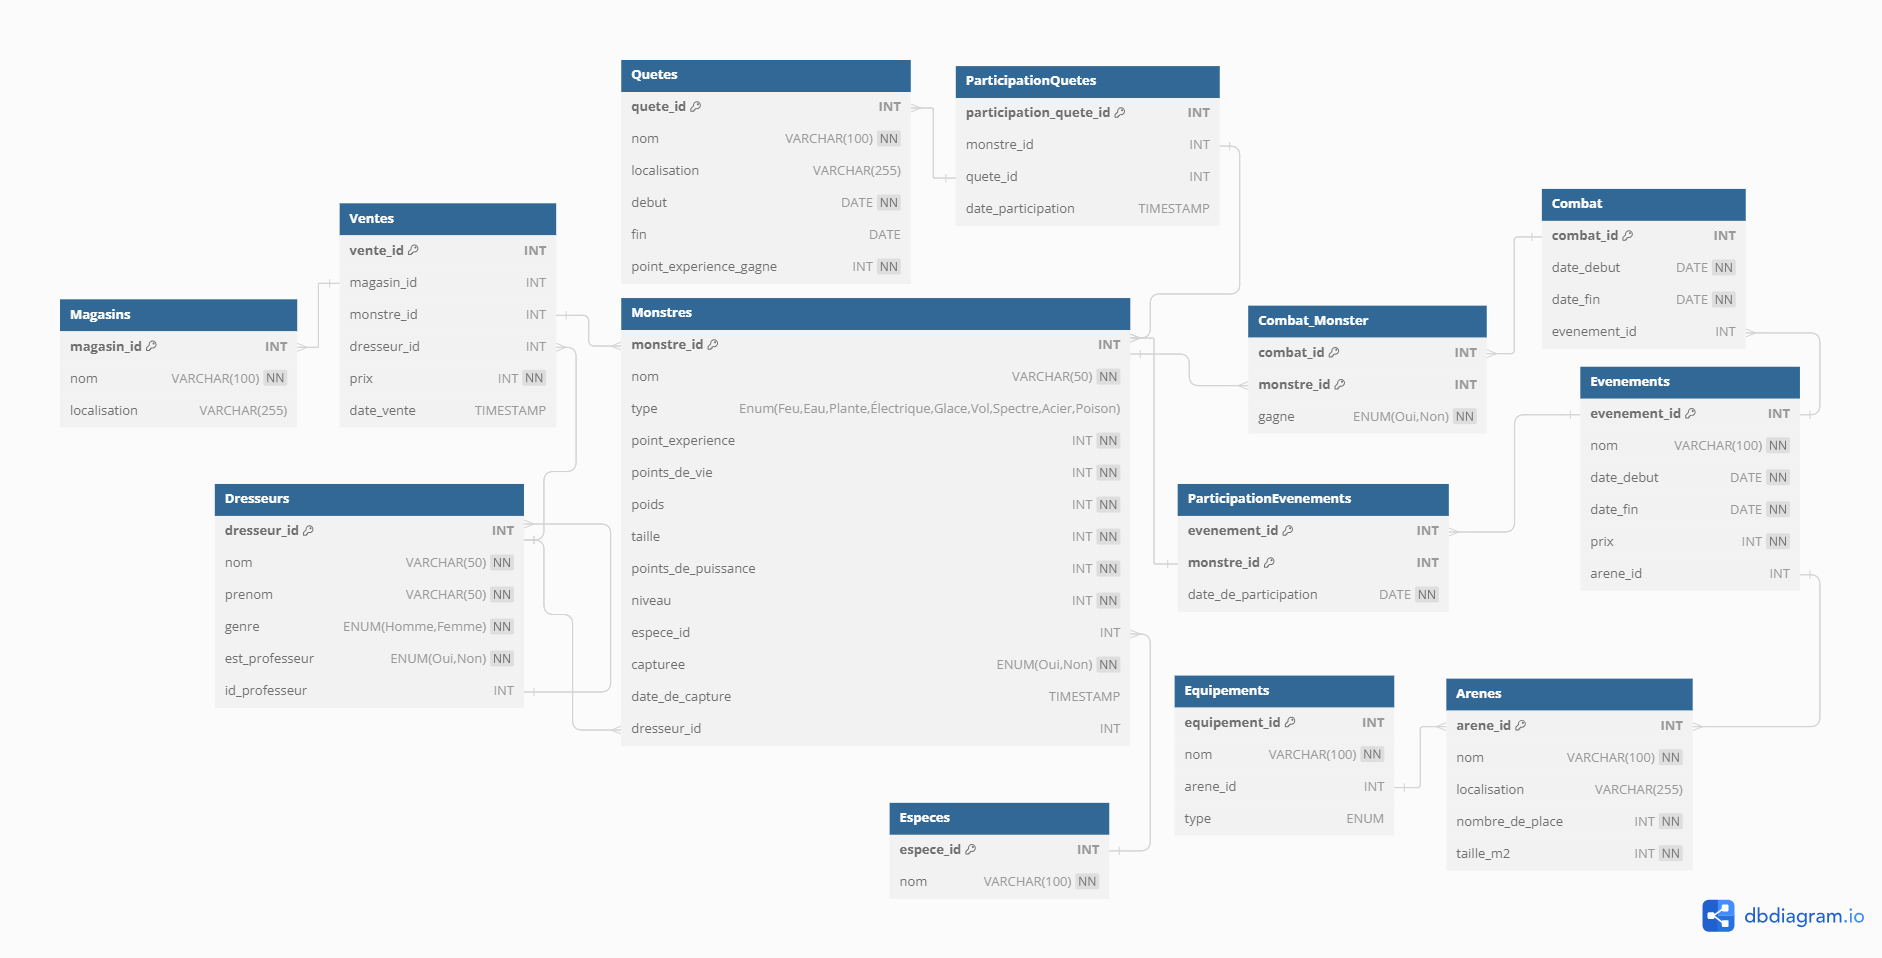 Quetes
quete_id INT
nom VARCHAR(100) NN
localisation VARCHAR(255)
debut DATE NN
fin DATE
point_experience_gagne INT NN
ParticipationQuetes
participation_quete_id INT
monstre_id INT
quete_id INT
date_participation TIMESTAMP
Ventes
vente_id INT
magasin_id INT
monstre_id INT
dresseur_id INT
prix INT NN
date_vente TIMESTAMP
Magasins
magasin_id INT
nom VARCHAR(100) NN
localisation VARCHAR(255)
Monstres
monstre_id INT
nom VARCHAR(50) NN
type Enum(Feu,Eau,Plante,Électrique,Glace,Vol,Spectre,Acier,Poison)
point_experience INT NN
points_de_vie INT NN
poids INT NN
taille INT NN
points_de_puissance INT NN
niveau INT NN
espece_id INT
capturee ENUM(Oui,Non) NN
date_de_capture TIMESTAMP
dresseur_id INT
Combat
combat_id INT
date_debut DATE NN
date_fin DATE NN
evenement_id INT
Combat_Monster
combat_id INT
monstre_id INT
gagne ENUM(Oui,Non) NN
Evenements
evenement_id INT
nom VARCHAR(100) NN
date_debut DATE NN
date_fin DATE NN
prix INT NN
arene_id INT
Dresseurs
dresseur_id INT
nom VARCHAR(50) NN
prenom VARCHAR(50) NN
genre ENUM(Homme,Femme) NN
est_professeur ENUM(Oui,Non) NN
id_professeur INT
ParticipationEvenements
evenement_id INT
monstre_id INT
date_de_participation DATE NN
Equipements
equipement_id INT
nom VARCHAR(100) NN
arene_id INT
type ENUM
Arenes
arene_id INT
nom VARCHAR(100) NN
localisation VARCHAR(255)
nombre_de_place INT NN
taille_m2 INT NN
Especes
espece_id INT
nom VARCHAR(100) NN
dbdiagram.io